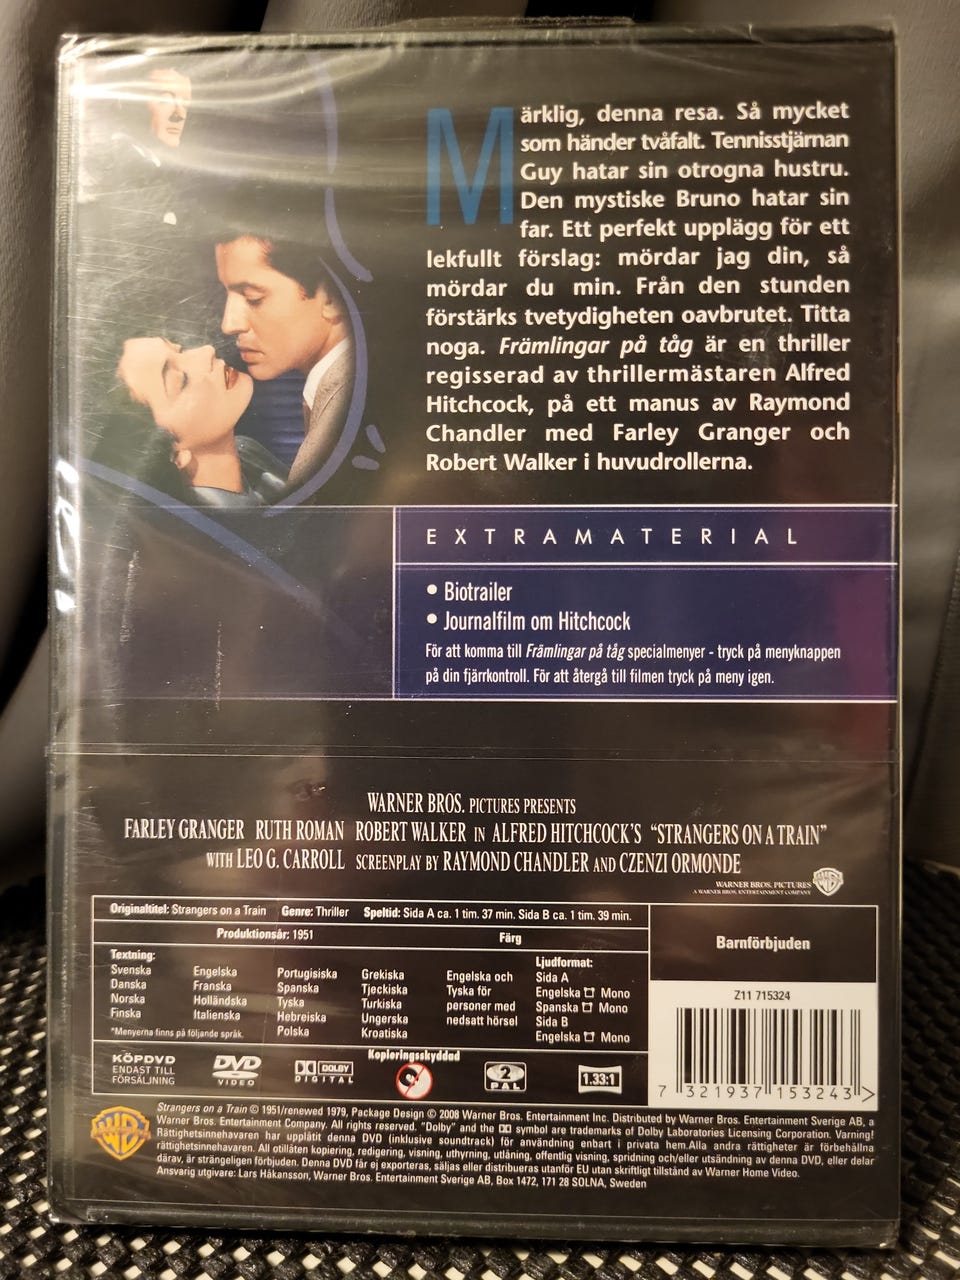 Märklig, denna resa. Så mycket
som händer tvåfalt. Tennisstjärnan
Guy hatar sin otrogna hustru.
Den mystiske Bruno hatar sin
far. Ett perfekt upplägg för ett
lekfullt förslag: mördar jag din, så
mördar du min. Från den stunden
förstärks tvetydigheten oavbrutet. Titta
noga. Främlingar på tåg är en thriller
regisserad av thrillermästaren Alfred
Hitchcock, på ett manus av Raymond
Chandler med Farley Granger och
Robert Walker i huvudrollerna.
EXTRAMATERIAL
• Biotrailer
• Journalfilm om Hitchcock
För att komma till Främlingar på tåg specialmenyer - tryck på menyknappen
på din fjärrkontroll. För att återgå till filmen tryck på meny igen.
WARNER BROS. PICTURES PRESENTS
FARLEY GRANGER RUTH ROMAN ROBERT WALKER IN ALFRED HITCHCOCK'S "STRANGERS ON A TRAIN"
WITH LEO G. CARROLL SCREENPLAY BY RAYMOND CHANDLER AND CZENZI ORMONDE
WARNER BROS. PICTURES
A WARNER BROS. ENTERTAINMENT COMPANY
Originaltitel: Strangers on a Train Genre: Thriller Speltid: Sida A ca. 1 tim. 37 min. Sida B ca. 1 tim. 39 min.
Produktionsår: 1951 Färg
Textning:
Svenska
Danska
Norska
Finska
Engelska
Franska
Holländska
Italienska
Portugisiska
Spanska
Tyska
Hebreiska
Polska
Grekiska
Tjeckiska
Turkiska
Ungerska
Kroatiska
Engelska och
Tyska för
personer med
nedsatt hörsel
*Menyerna finns på följande språk.
Ljudformat:
Sida A
Engelska Mono
Spanska Mono
Sida B
Engelska Mono
Barnförbjuden
Z11 715324
7 321937 153243 >
KÖPDVD
ENDAST TILL
FÖRSÄLJNING
DVD
VIDEO
DOLBY
DIGITAL
Kopieringsskyddad
2
PAL
1.33:1
Strangers on a Train © 1951/renewed 1979, Package Design © 2008 Warner Bros. Entertainment Inc. Distributed by Warner Bros. Entertainment Sverige AB, a
Warner Bros. Entertainment Company. All rights reserved. "Dolby" and the DD symbol are trademarks of Dolby Laboratories Licensing Corporation. Varning!
Rättighetsinnehavaren har upplåtit denna DVD (inklusive soundtrack) för användning enbart i privata hem.Alla andra rättigheter är förbehållna
rättighetsinnehavaren. All otillåten kopiering, redigering, visning, uthyrning, utlåning, offentlig visning, spridning och/eller utsändning av denna DVD, eller delar
därav, är strängeligen förbjuden. Denna DVD får ej exporteras, säljas eller distribueras utanför EU utan skriftligt tillstånd av Warner Home Video.
Ansvarig utgivare: Lars Håkansson, Warner Bros. Entertainment Sverige AB, Box 1472, 171 28 SOLNA, Sweden